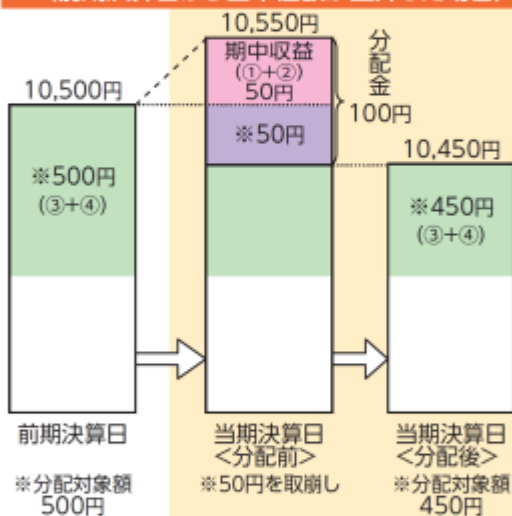 10,500円
※500円
(③+④)
前期決算日
※分配対象額
500円
10,550円
期中収益
(①+②)
50円
※50円
分配金
100円
当期決算日
<分配前>
※50円を取崩し
10,450円
※450円
(③+④)
当期決算日
<分配後>
※分配対象額
450円